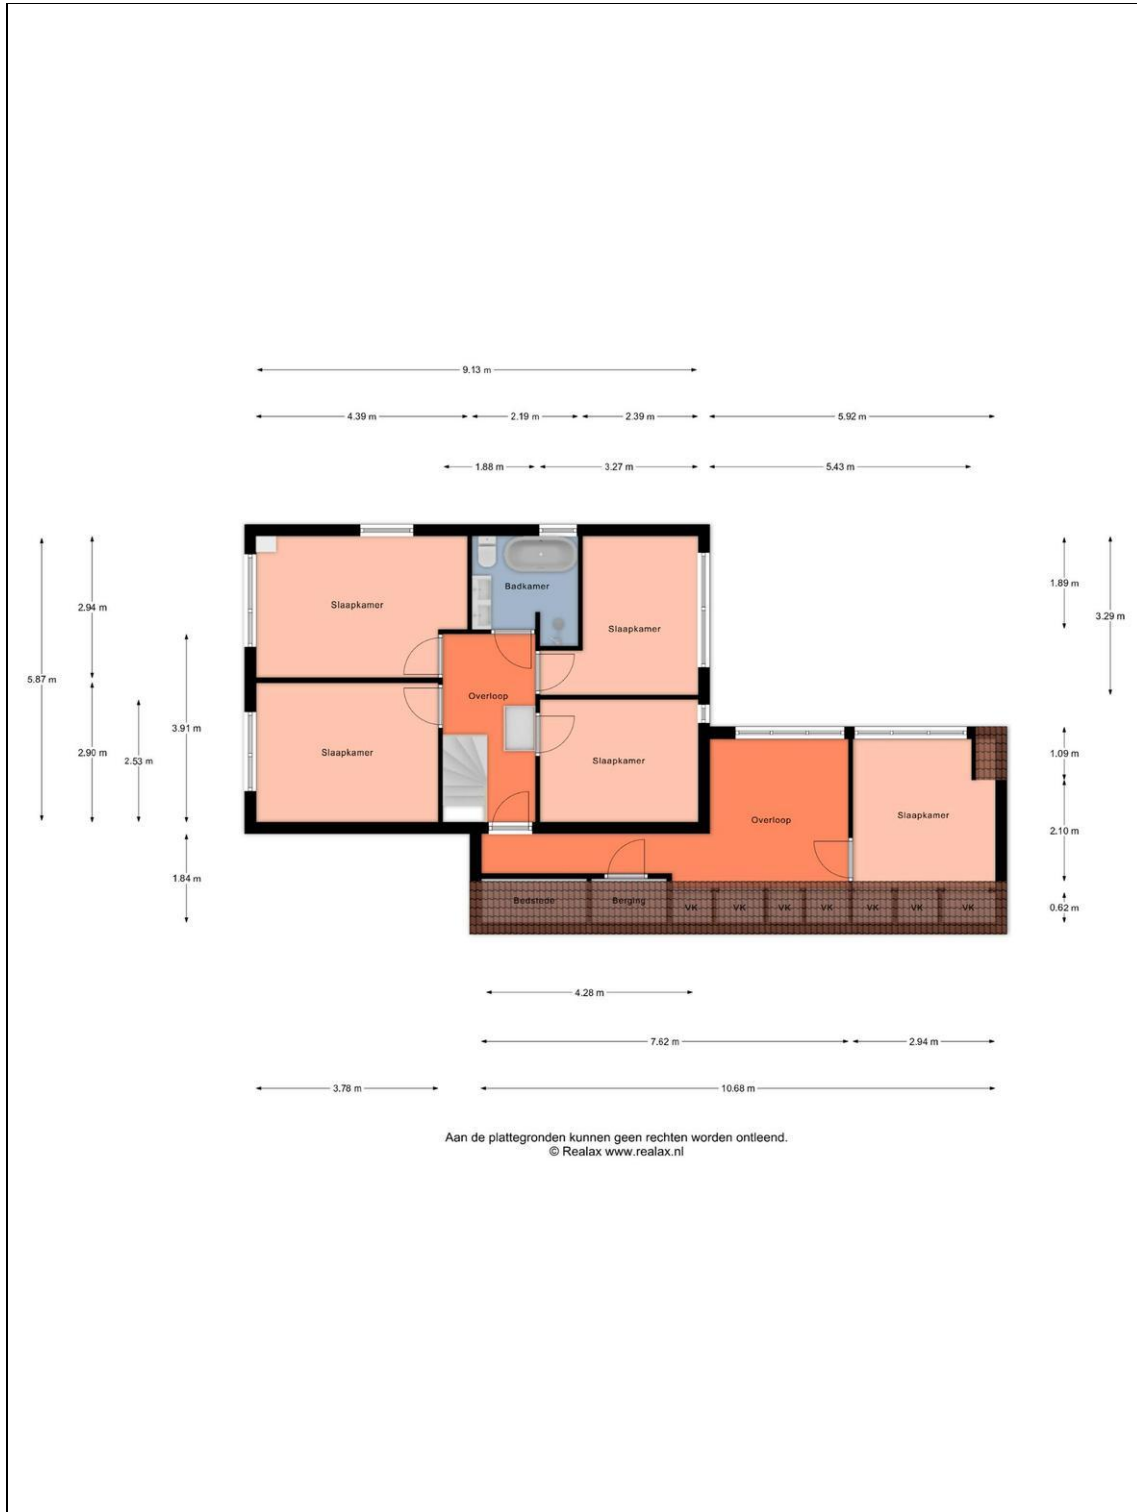 9.13 m
4.39 m
2.19 m
2.39 m
5.92 m
1.88 m
3.27 m
5.43 m
5.87 m
2.94 m
2.90 m
2.53 m
3.91 m
1.84 m
1.89 m
3.29 m
1.09 m
2.10 m
0.62 m
Badkamer
Slaapkamer
Slaapkamer
Overloop
Slaapkamer
Slaapkamer
Slaapkamer
Overloop
Bedstede
Berging
VK
VK
VK
VK
VK
VK
VK
4.28 m
7.62 m
2.94 m
3.78 m
10.68 m
Aan de plattegronden kunnen geen rechten worden ontleend.
© Realax www.realax.nl